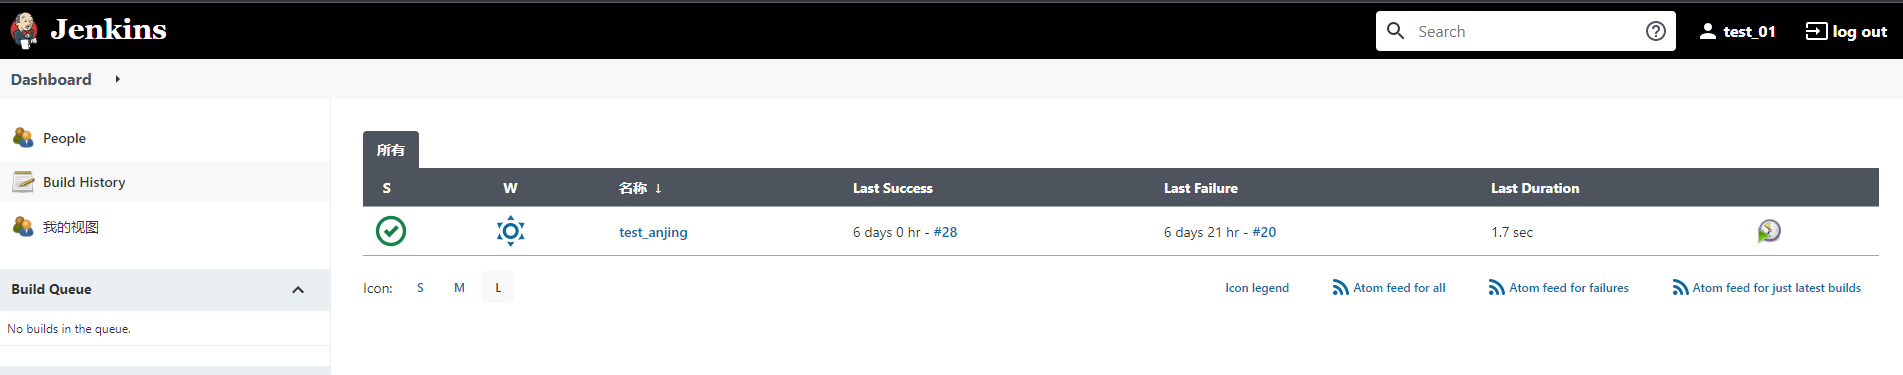 Jenkins
Search
test_01
log out
Dashboard
People
Build History
我的视图
Build Queue
No builds in the queue.
所有
S W 名称 ↓ Last Success Last Failure Last Duration
test_anjing 6 days 0 hr - #28 6 days 21 hr - #20 1.7 sec
Icon: S M L
Icon legend
Atom feed for all
Atom feed for failures
Atom feed for just latest builds